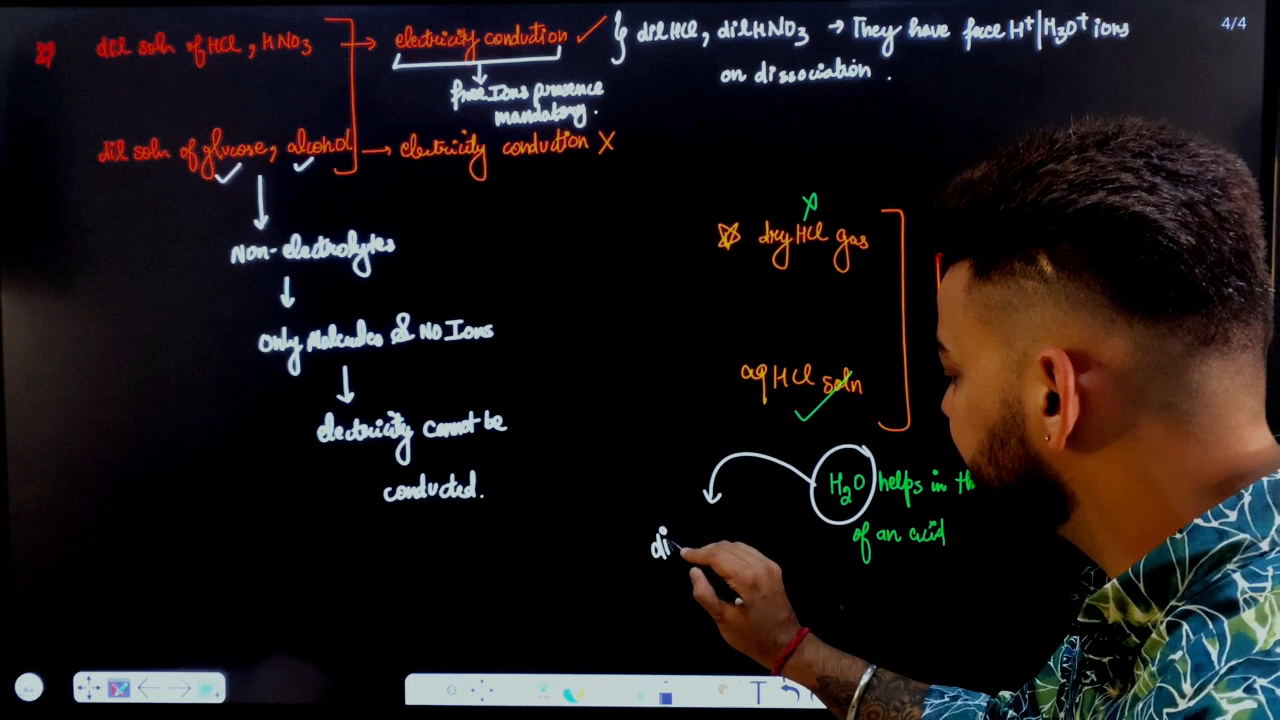 dil soln of HCl, HNO3 → electricity conduction ✓
free Ions presence
mandatory.
dil HCl, dil HNO3 → They have free H+/H3O+ ions
on dissociation.
4/4
dil soln of glucose, alcohol → electricity conduction X
Non-electrolytes
Only Molecules & No Ions
electricity cannot be
conducted.
dry HCl gas
aq HCl soln
H2O helps in th
of an acid
di
T